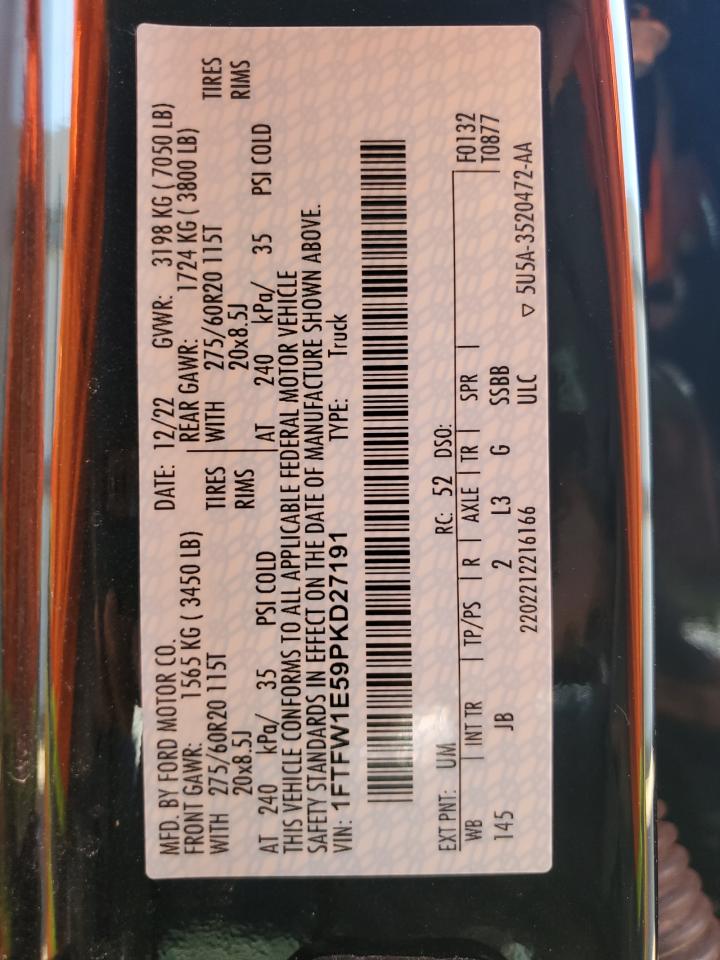 MFD. BY FORD MOTOR CO. DATE: 12/22 GVWR: 3198 KG ( 7050 LB)
FRONT GAWR: 1565 KG ( 3450 LB) REAR GAWR: 1724 KG ( 3800 LB)
WITH 275/60R20 115T TIRES WITH 275/60R20 115T TIRES
20x8.5J RIMS 20x8.5J RIMS
AT 240 kPa/ 35 PSI COLD AT 240 kPa/ 35 PSI COLD
THIS VEHICLE CONFORMS TO ALL APPLICABLE FEDERAL MOTOR VEHICLE
SAFETY STANDARDS IN EFFECT ON THE DATE OF MANUFACTURE SHOWN ABOVE.
VIN: 1FTFW1E59PKD27191 TYPE: Truck
EXT PNT: UM RC: 52 DSO: F0132
WB INT TR TP/PS R AXLE TR SPR T0877
145 JB 2 L3 G SSBB
2202212216166 ULC ▽ 5U5A-3520472-AA